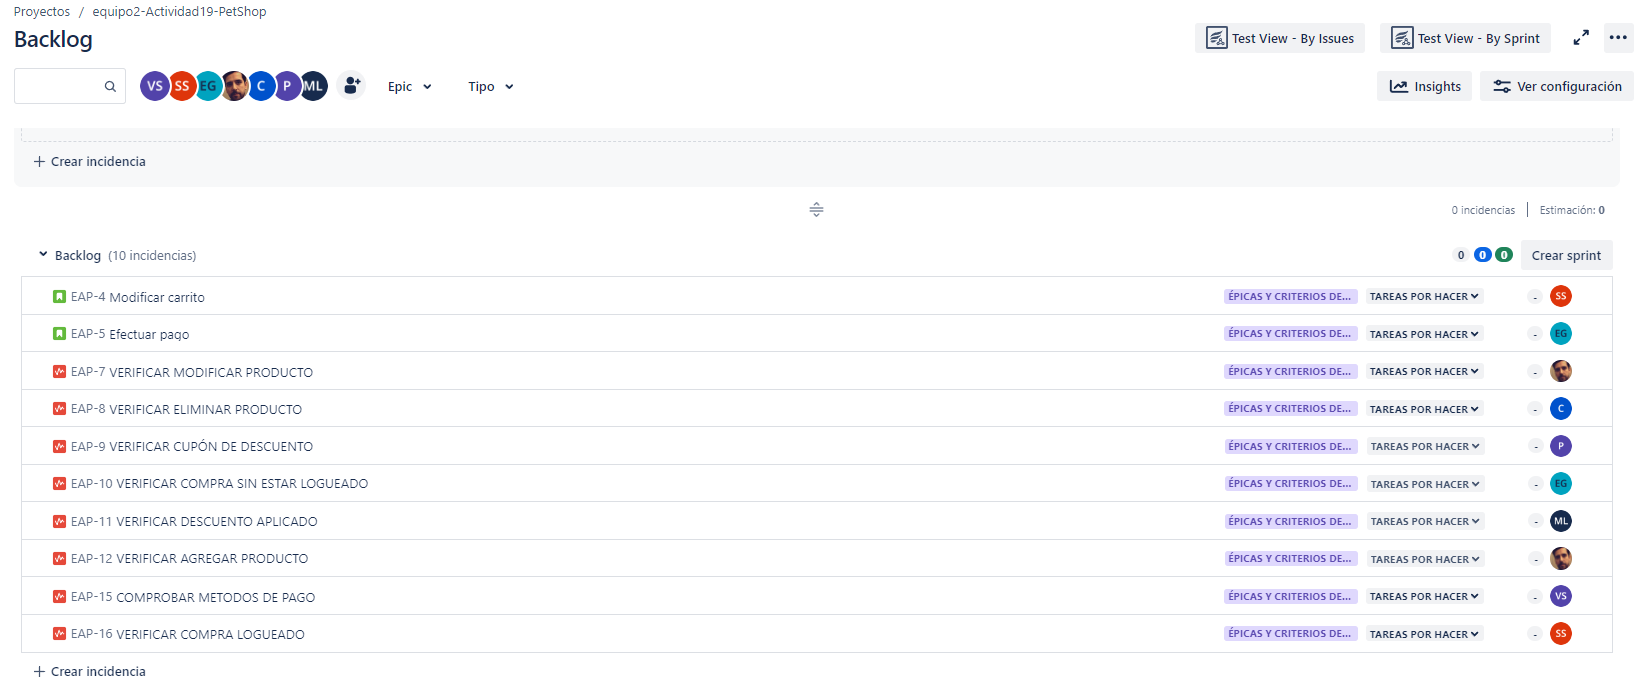 Proyectos / equipo2-Actividad19-PetShop
Backlog
Test View - By Issues
Test View - By Sprint
VS SS EG C P ML
Epic
Tipo
Insights
Ver configuración
Crear incidencia
0 incidencias
Estimación: 0
Backlog (10 incidencias)
0 0 0
Crear sprint
EAP-4 Modificar carrito ÉPICAS Y CRITERIOS DE... TAREAS POR HACER - SS
EAP-5 Efectuar pago ÉPICAS Y CRITERIOS DE... TAREAS POR HACER - EG
EAP-7 VERIFICAR MODIFICAR PRODUCTO ÉPICAS Y CRITERIOS DE... TAREAS POR HACER -
EAP-8 VERIFICAR ELIMINAR PRODUCTO ÉPICAS Y CRITERIOS DE... TAREAS POR HACER - C
EAP-9 VERIFICAR CUPÓN DE DESCUENTO ÉPICAS Y CRITERIOS DE... TAREAS POR HACER - P
EAP-10 VERIFICAR COMPRA SIN ESTAR LOGUEADO ÉPICAS Y CRITERIOS DE... TAREAS POR HACER - EG
EAP-11 VERIFICAR DESCUENTO APLICADO ÉPICAS Y CRITERIOS DE... TAREAS POR HACER - ML
EAP-12 VERIFICAR AGREGAR PRODUCTO ÉPICAS Y CRITERIOS DE... TAREAS POR HACER -
EAP-15 COMPROBAR METODOS DE PAGO ÉPICAS Y CRITERIOS DE... TAREAS POR HACER - VS
EAP-16 VERIFICAR COMPRA LOGUEADO ÉPICAS Y CRITERIOS DE... TAREAS POR HACER - SS
Crear incidencia